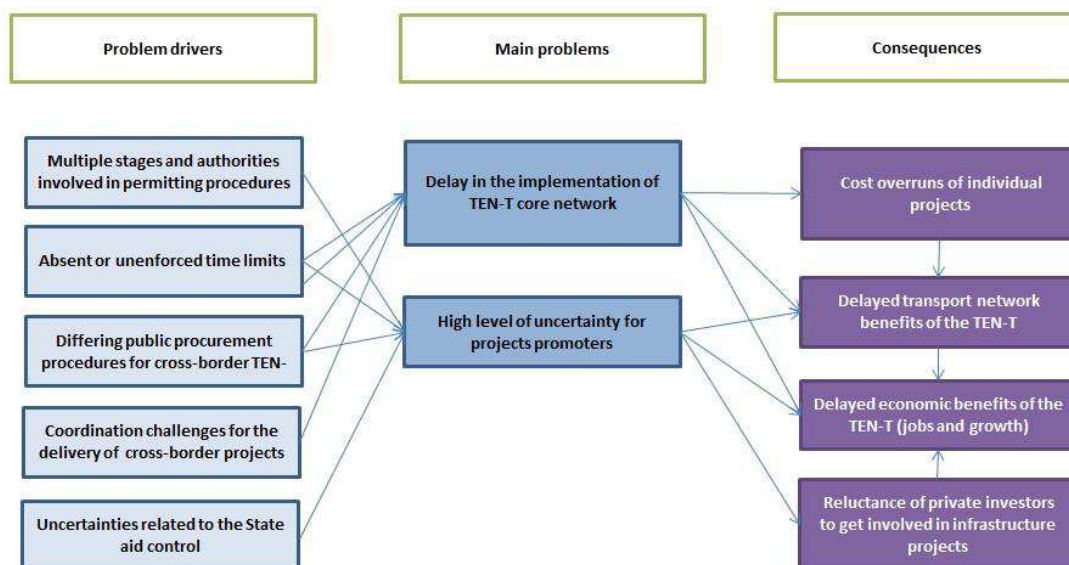 Problem drivers
Main problems
Consequences
Multiple stages and authorities
involved in permitting procedures
Absent or unenforced time limits
Differing public procurement
procedures for cross-border TEN-
Coordination challenges for the
delivery of cross-border projects
Uncertainties related to the State
aid control
Delay in the implementation of
TEN-T core network
High level of uncertainty for
projects promoters
Cost overruns of individual
projects
Delayed transport network
benefits of the TEN-T
Delayed economic benefits of the
TEN-T (jobs and growth)
Reluctance of private investors
to get involved in infrastructure
projects